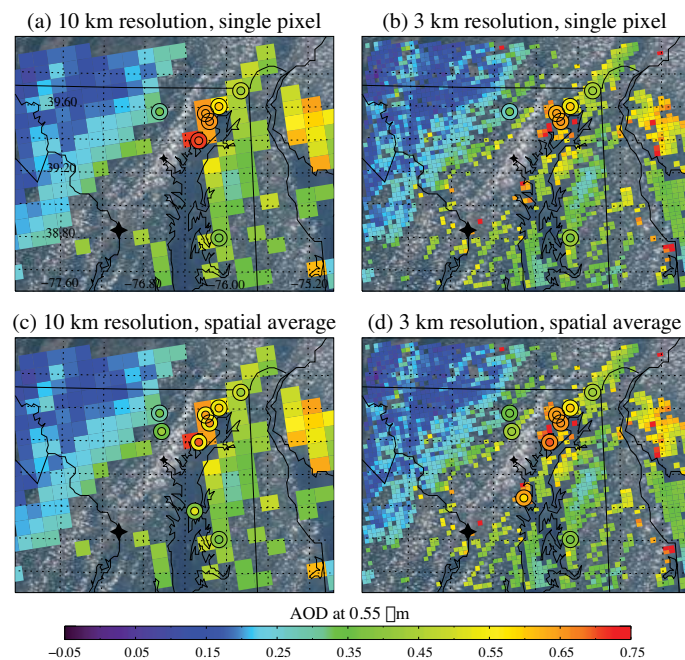 (a) 10 km resolution, single pixel
(b) 3 km resolution, single pixel
39.60
39.20
38.80
−77.60 −76.80 −76.00 −75.20
(c) 10 km resolution, spatial average
(d) 3 km resolution, spatial average
AOD at 0.55 □m
−0.05 0.05 0.15 0.25 0.35 0.45 0.55 0.65 0.75